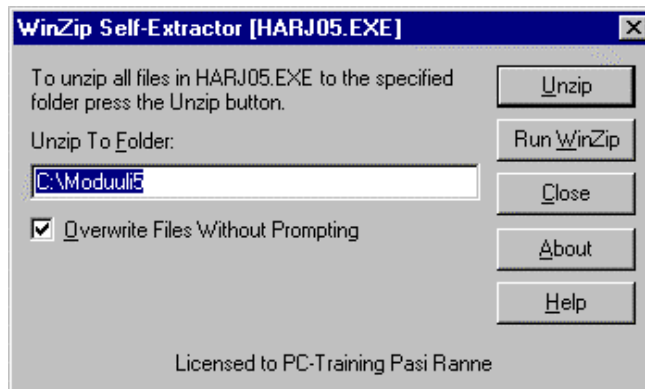 WinZip Self-Extractor [HARJ05.EXE]
To unzip all files in HARJ05.EXE to the specified
folder press the Unzip button.
Unzip To Folder:
C:\Moduuli5
Overwrite Files Without Prompting
Unzip
Run WinZip
Close
About
Help
Licensed to PC-Training Pasi Ranne